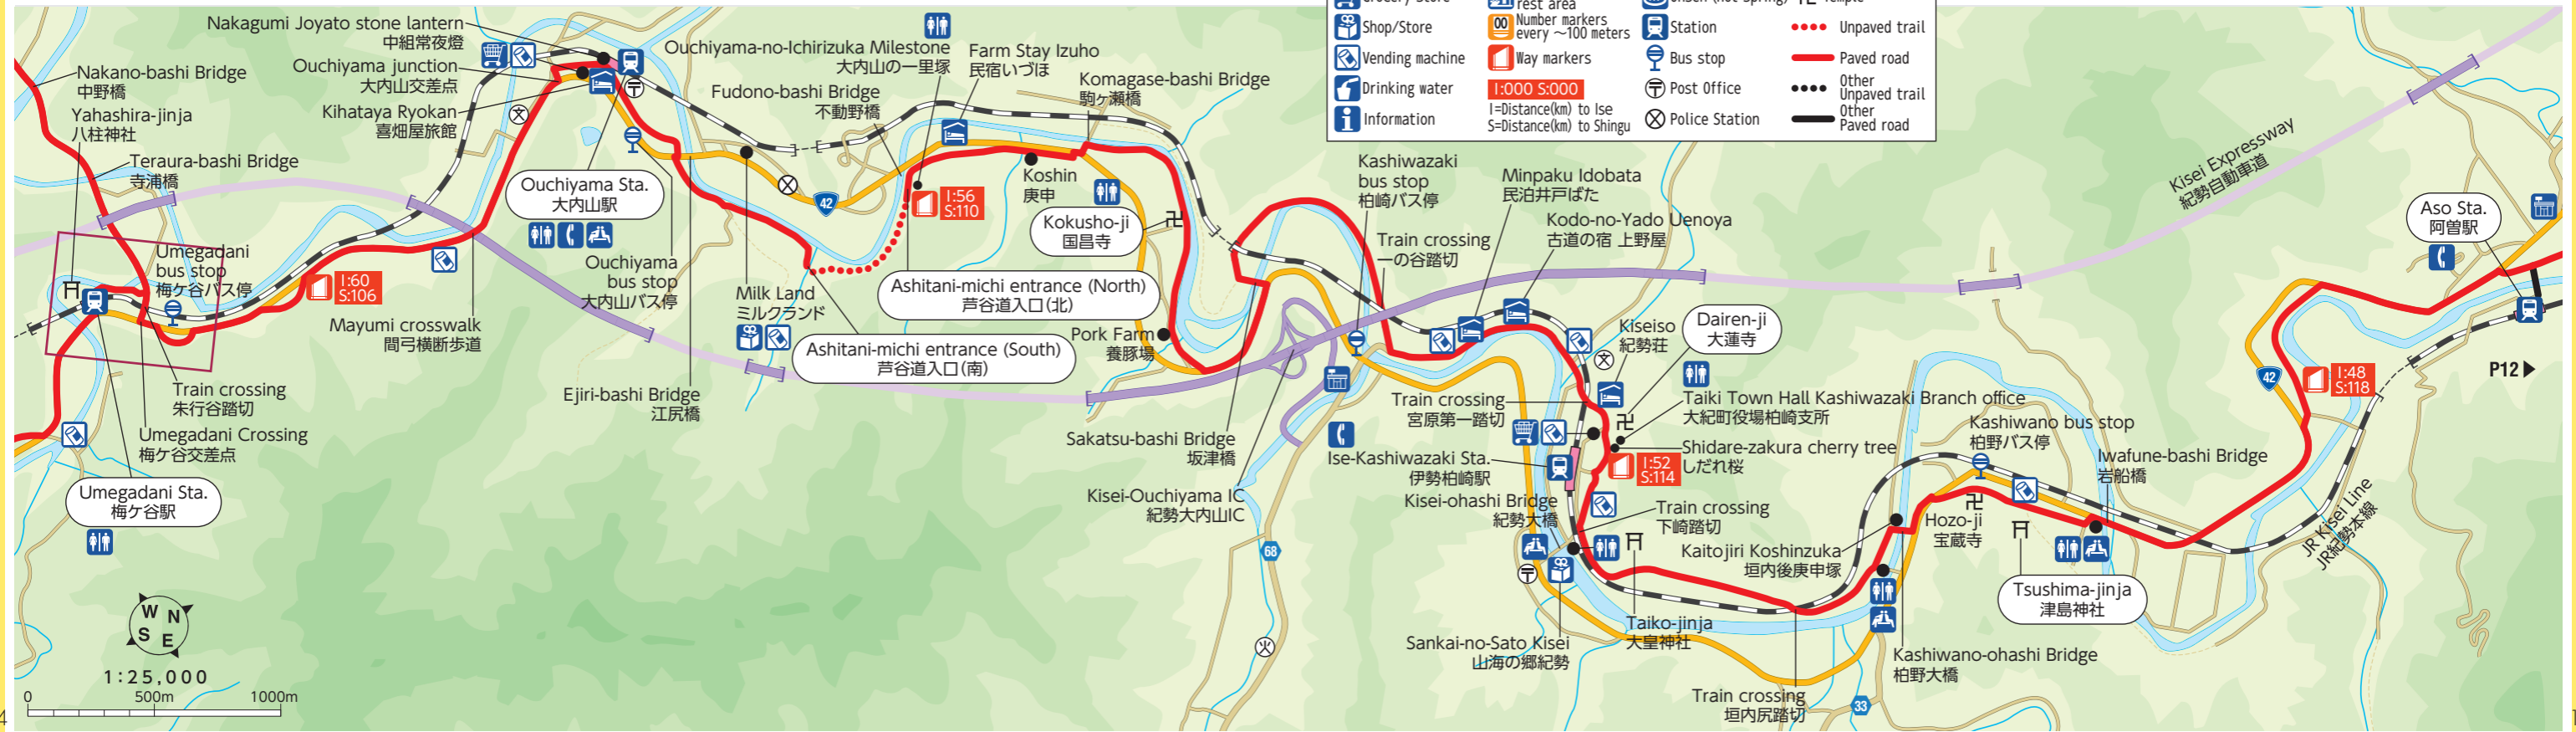 Nakagumi Joyato stone lantern
中組常夜燈
Ouchiyama junction
大内山交差点
Kihataya Ryokan
喜畑屋旅館
Nakano-bashi Bridge
中野橋
Yahashira-jinja
八柱神社
Teraura-bashi Bridge
寺浦橋
Umegadani
bus stop
梅ケ谷バス停
I:60
S:106
Mayumi crosswalk
間弓横断歩道
Train crossing
朱行谷踏切
Umegadani Crossing
梅ケ谷交差点
Umegadani Sta.
梅ケ谷駅
W N
S E
1:25,000
0 500m 1000m
4
Ouchiyama Sta.
大内山駅
Ouchiyama
bus stop
大内山バス停
Ejiri-bashi Bridge
江尻橋
Ouchiyama-no-Ichirizuka Milestone
大内山の一里塚
Fudono-bashi Bridge
不動野橋
Farm Stay Izuho
民宿いづほ
Komagase-bashi Bridge
駒ヶ瀬橋
42
I:56
S:110
Koshin
庚申
Kokusho-ji
国昌寺
Milk Land
ミルクランド
Ashitani-michi entrance (North)
芦谷道入口(北)
Ashitani-michi entrance (South)
芦谷道入口(南)
Pork Farm
養豚場
Sakatsu-bashi Bridge
坂津橋
Kisei-Ouchiyama IC
紀勢大内山IC
68
火
rest area
Shop/Store
Vending machine
Drinking water
Information
00
Number markers
every ～100 meters
Way markers
I:000 S:000
I=Distance(km) to Ise
S=Distance(km) to Shingu
Station
Bus stop
Post Office
Police Station
Unpaved trail
Paved road
Other
Unpaved trail
Other
Paved road
Kashiwazaki
bus stop
柏崎バス停
Train crossing
一の谷踏切
Minpaku Idobata
民泊井戸ばた
Kodo-no-Yado Uenoya
古道の宿 上野屋
Kiseiso
紀勢荘
Dairen-ji
大蓮寺
Train crossing
宮原第一踏切
Taiki Town Hall Kashiwazaki Branch office
大紀町役場柏崎支所
Shidare-zakura cherry tree
しだれ桜
I:52
S:114
Ise-Kashiwazaki Sta.
伊勢柏崎駅
Kisei-ohashi Bridge
紀勢大橋
Train crossing
下崎踏切
Kaitojiri Koshinzuka
垣内後庚申塚
Sankai-no-Sato Kisei
山海の郷紀勢
Taiko-jinja
大皇神社
Train crossing
垣内尻踏切
33
Kashiwano-ohashi Bridge
柏野大橋
Hozo-ji
宝蔵寺
Kashiwano bus stop
柏野バス停
Iwafune-bashi Bridge
岩船橋
Tsushima-jinja
津島神社
Kisei Expressway
紀勢自動車道
Aso Sta.
阿曽駅
42
I:48
S:118
P12
JR Kisei Line
JR紀勢本線